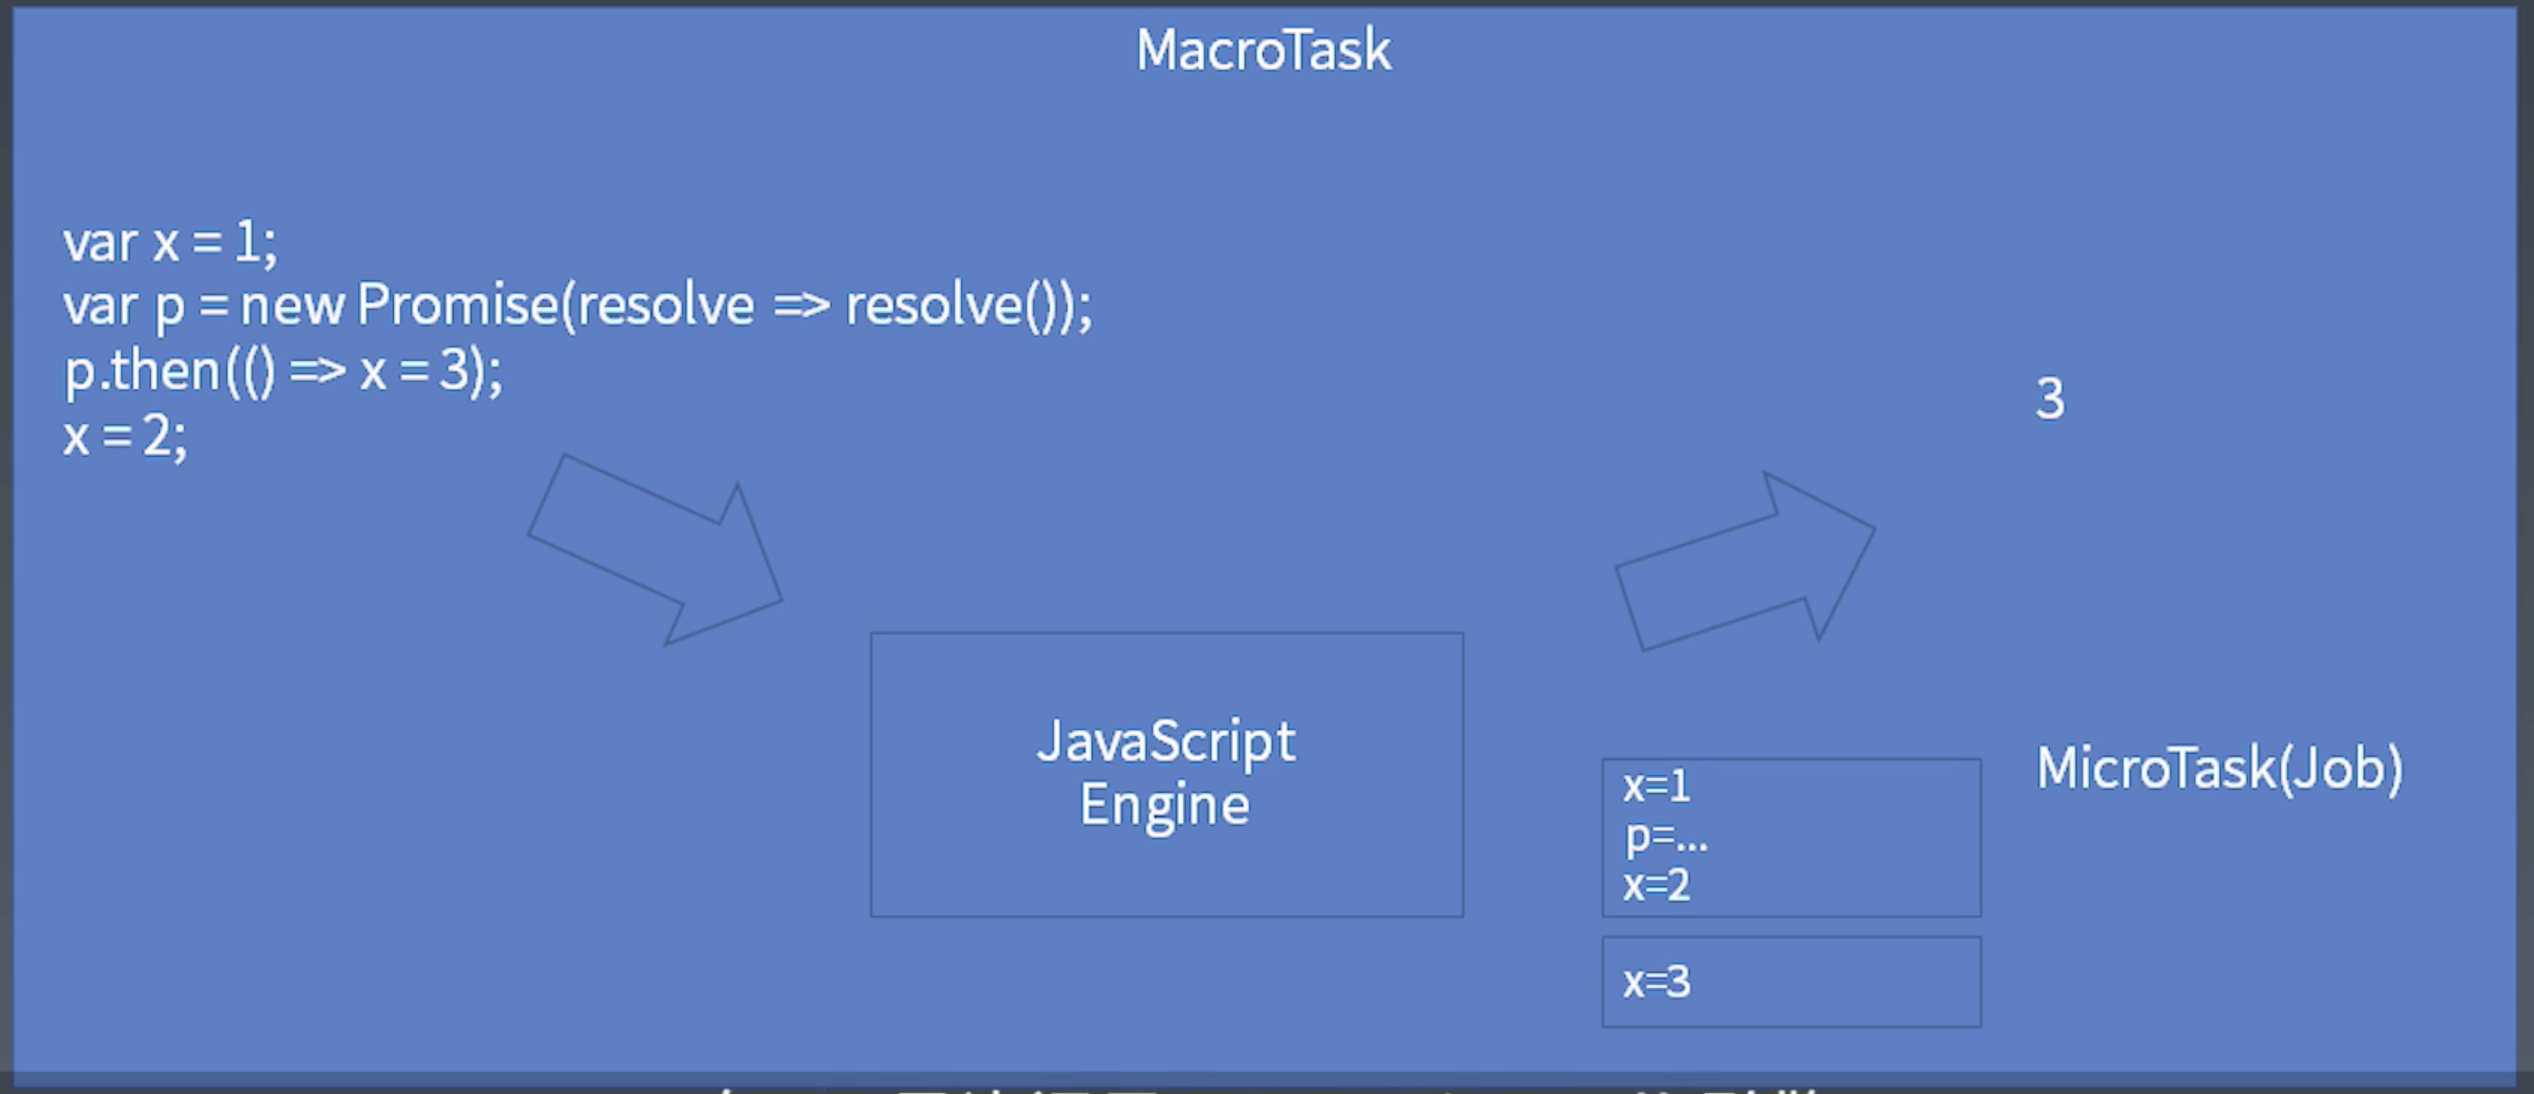 MacroTask
var x = 1;
var p = new Promise(resolve => resolve());
p.then(() => x = 3);
x = 2;
3
JavaScript
Engine
MicroTask(Job)
x=1
p=...
x=2
x=3